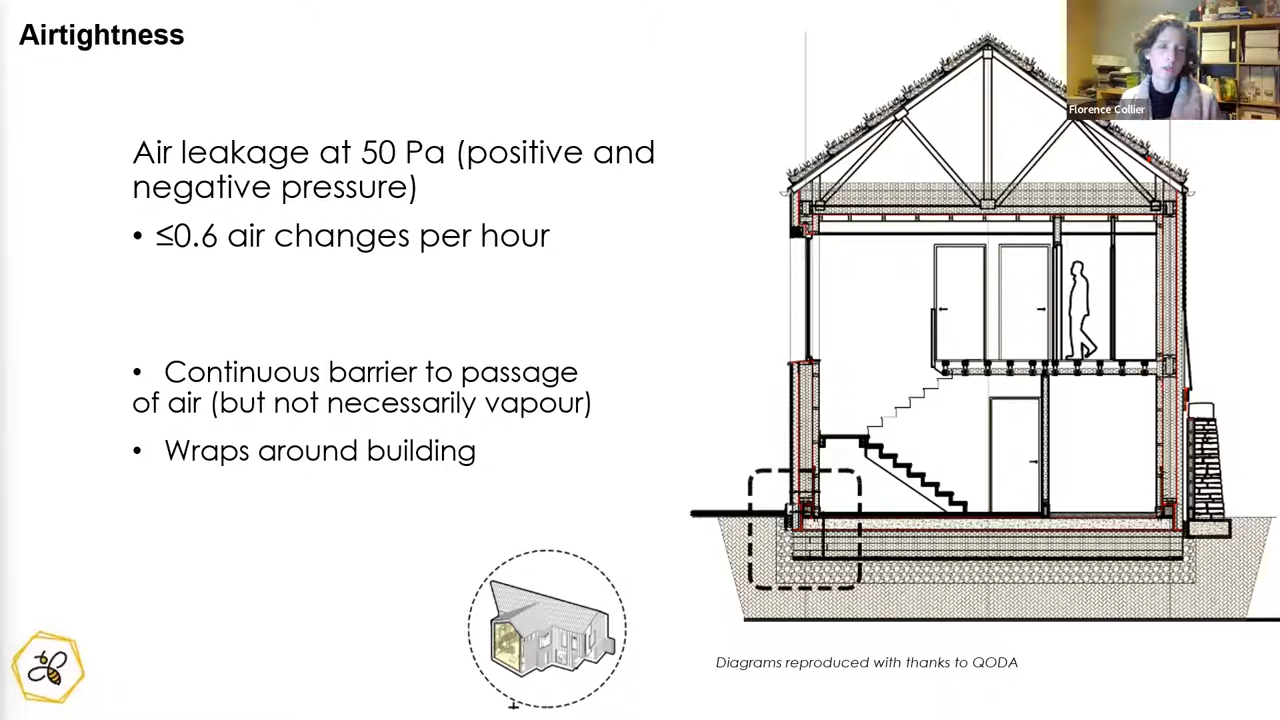 Airtightness
Florence Collier
Air leakage at 50 Pa (positive and
negative pressure)
• ≤0.6 air changes per hour
• Continuous barrier to passage
of air (but not necessarily vapour)
• Wraps around building
Diagrams reproduced with thanks to QODA